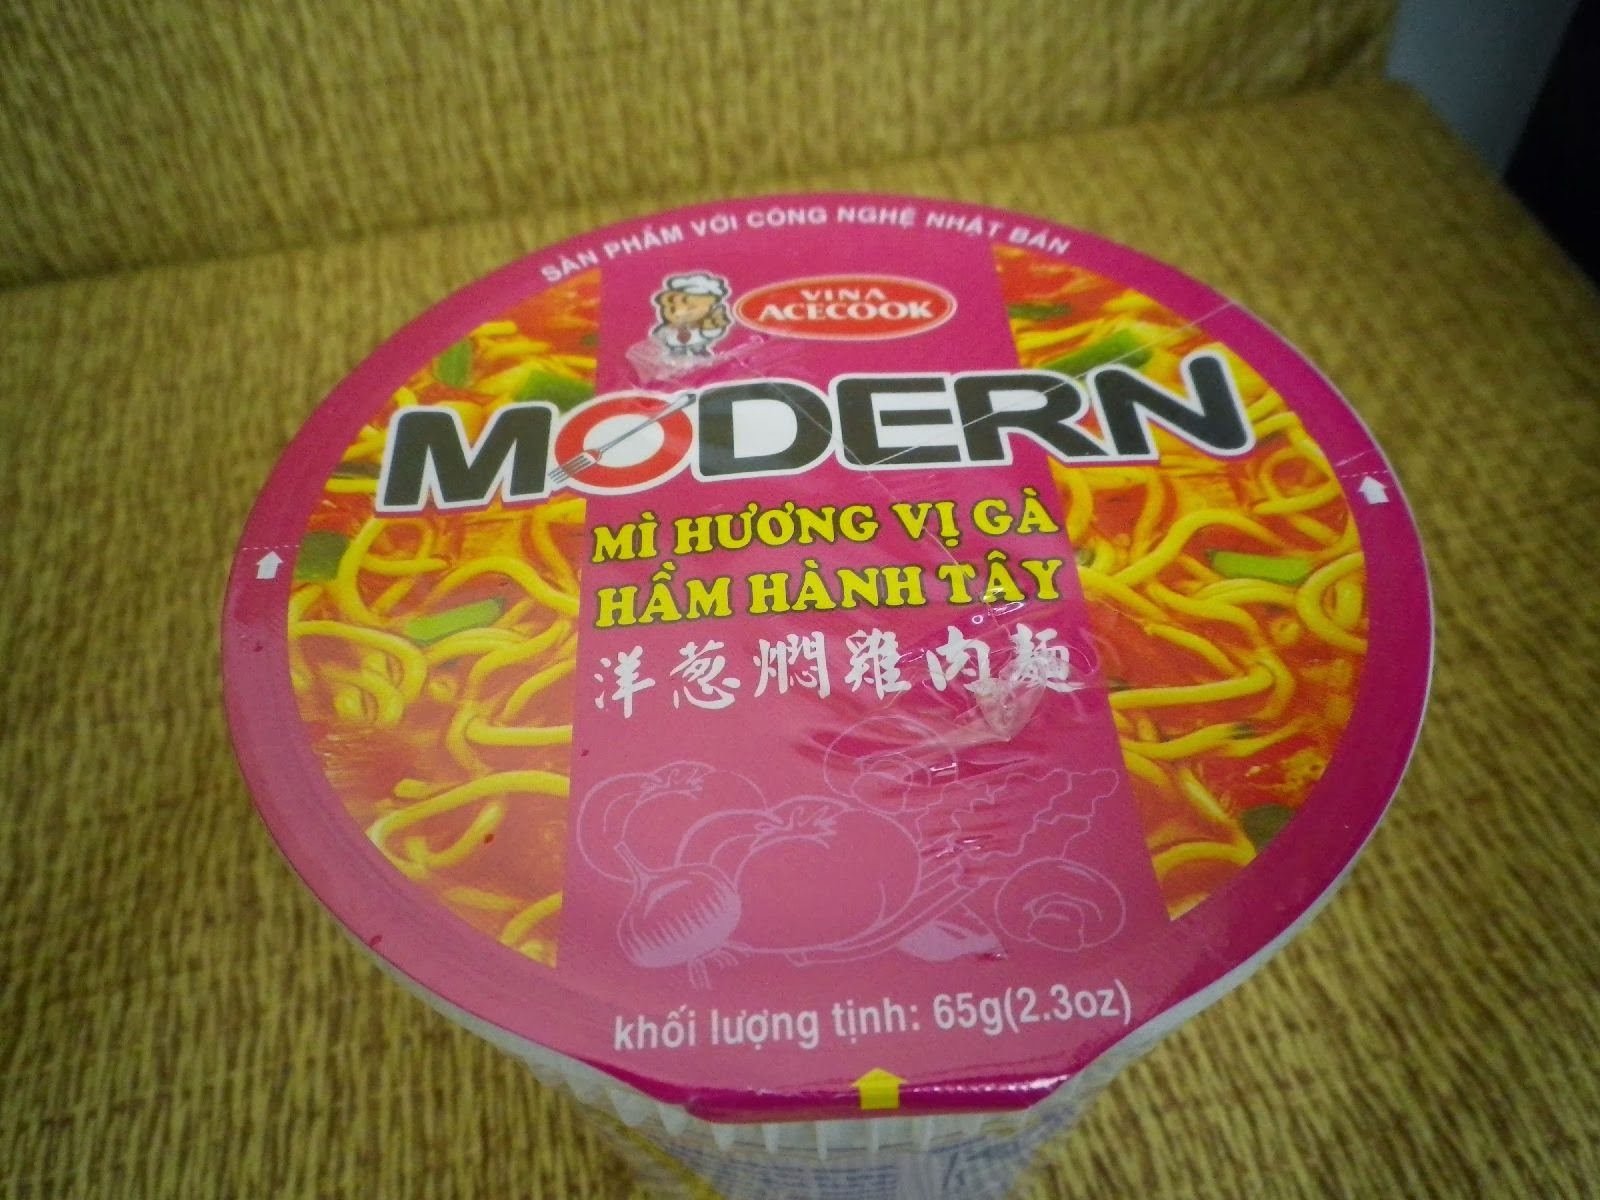 SẢN PHẨM VỚI CÔNG NGHỆ NHẬT BẢN
VINA
ACECOOK
MODERN
MÌ HƯƠNG VỊ GÀ
HẦM HÀNH TÂY
洋葱燜雞肉麵
khối lượng tịnh: 65g(2.3oz)